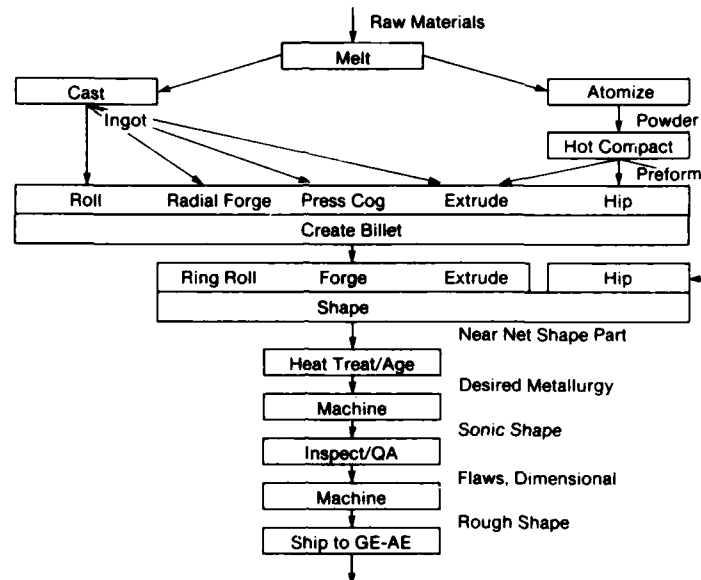 Raw Materials
Melt
Cast
Atomize
Ingot
Powder
Hot Compact
Preform
Roll Radial Forge Press Cog Extrude Hip
Create Billet
Ring Roll Forge Extrude Hip
Shape
Near Net Shape Part
Heat Treat/Age
Desired Metallurgy
Machine
Sonic Shape
Inspect/QA
Flaws, Dimensional
Machine
Rough Shape
Ship to GE-AE